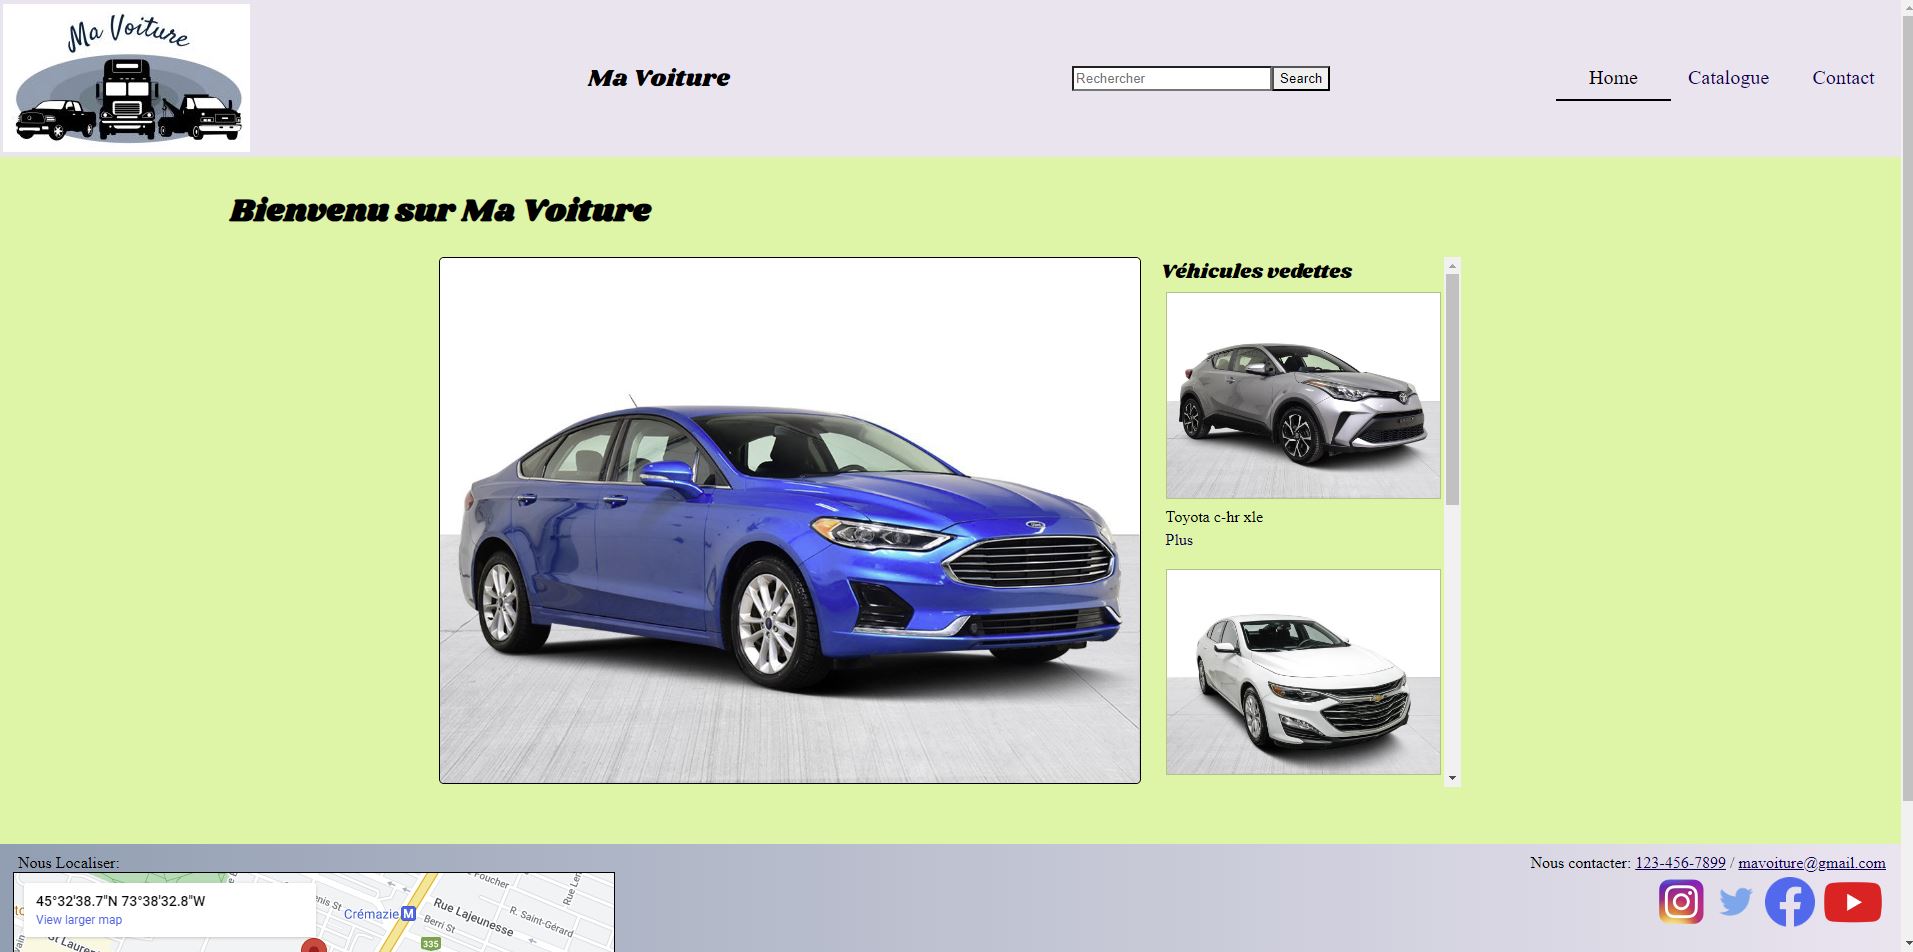 Ma Voiture
Ma Voiture
Rechercher
Search
Home
Catalogue
Contact
Bienvenu sur Ma Voiture
Véhicules vedettes
Toyota c-hr xle
Plus
Nous Localiser:
Nous contacter: 123-456-7899 / mavoiture@gmail.com
45°32'38.7"N 73°38'32.8"W
View larger map
Crémazie M
Rue Lajeunesse
Berri St
R. Saint-Gérard
Foucher
335